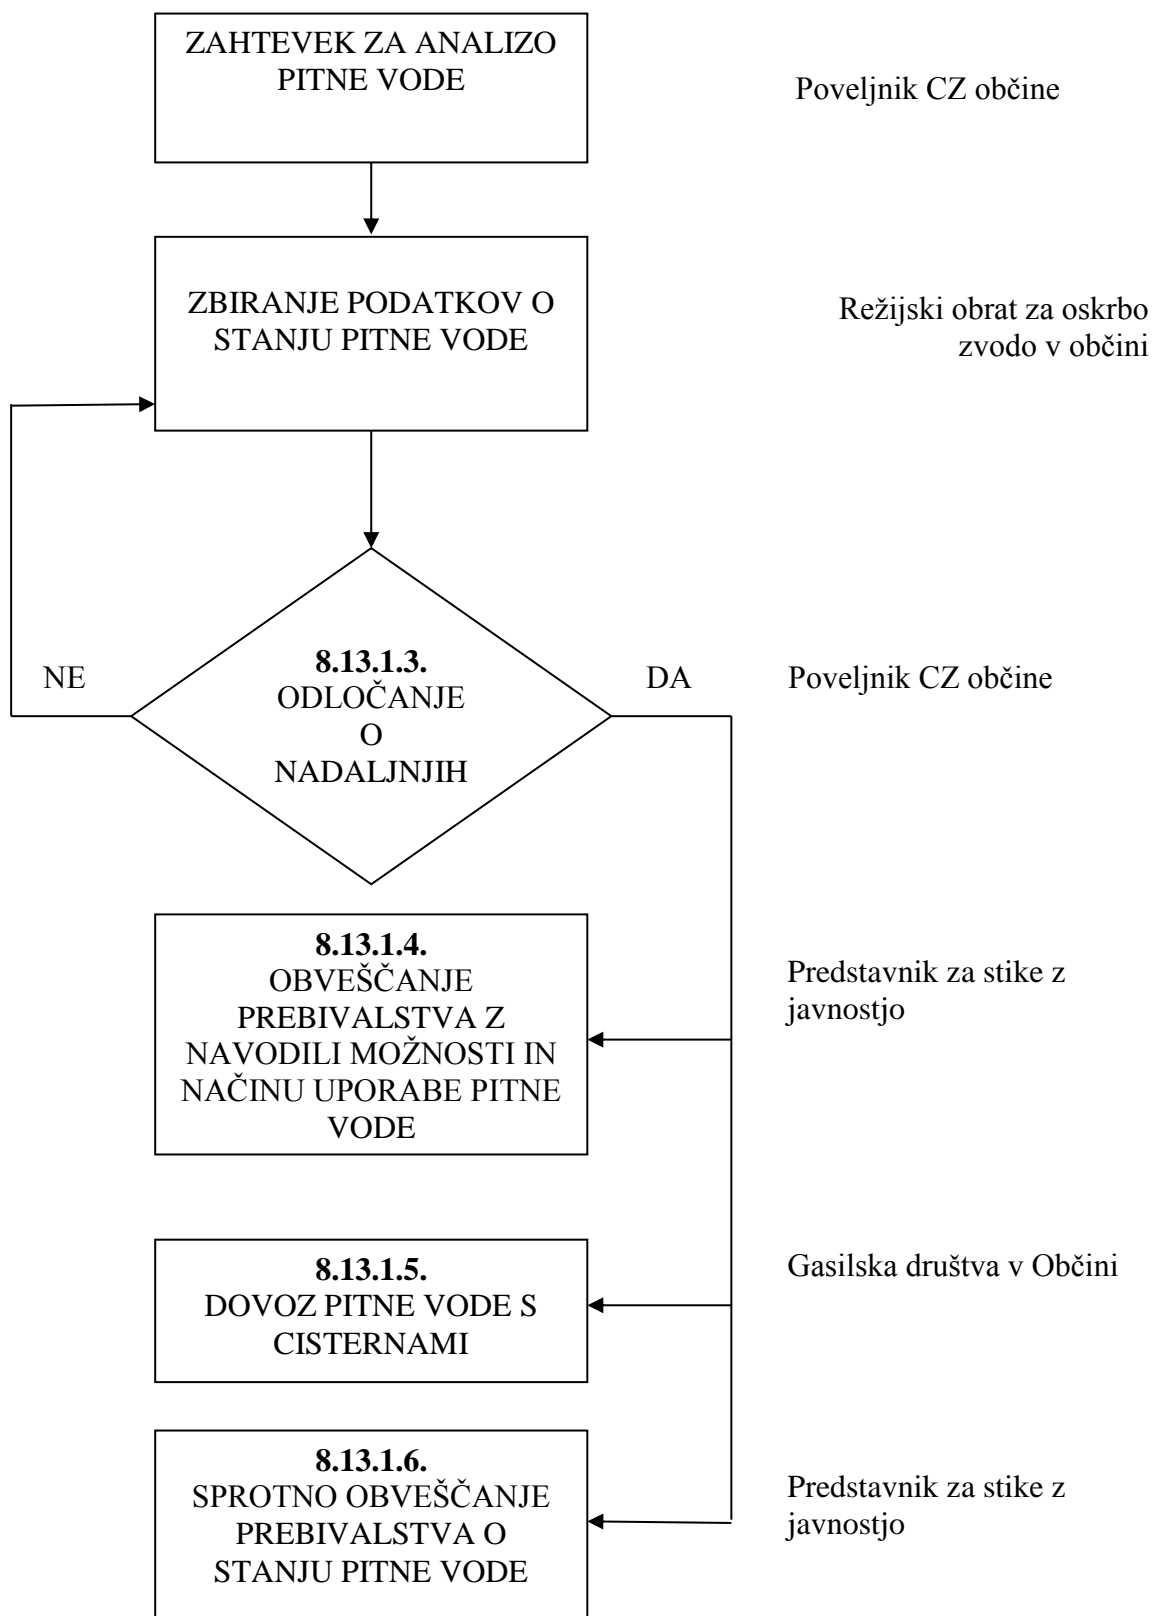 ZAHTEVEK ZA ANALIZO
PITNE VODE
Poveljnik CZ občine
ZBIRANJE PODATKOV O
STANJU PITNE VODE
Režijski obrat za oskrbo
zvodo v občini
NE
8.13.1.3.
ODLOČANJE
O
NADALJNJIH
DA
Poveljnik CZ občine
8.13.1.4.
OBVEŠČANJE
PREBIVALSTVA Z
NAVODILI MOŽNOSTI IN
NAČINU UPORABE PITNE
VODE
Predstavnik za stike z
javnostjo
8.13.1.5.
DOVOZ PITNE VODE S
CISTERNAMI
Gasilska društva v Občini
8.13.1.6.
SPROTNO OBVEŠČANJE
PREBIVALSTVA O
STANJU PITNE VODE
Predstavnik za stike z
javnostjo